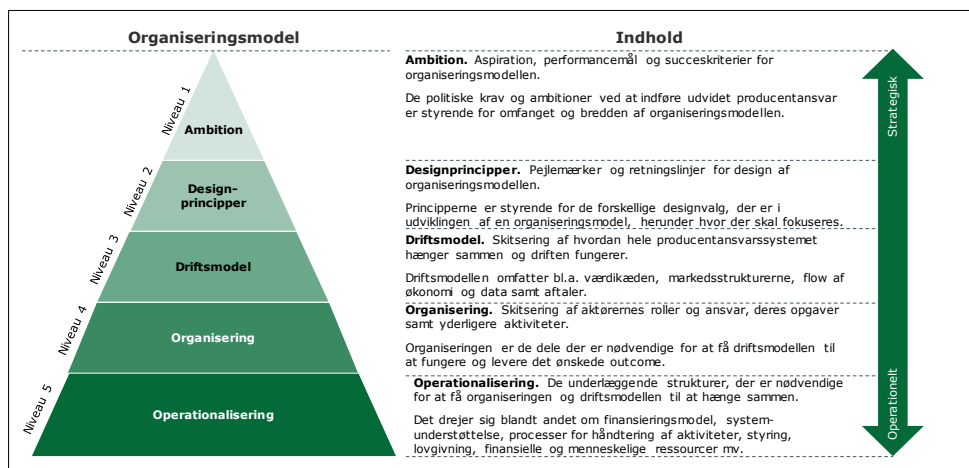 Organiseringsmodel
Indhold
Niveau 1
Ambition
Niveau 2
Design-
principper
Niveau 3
Driftsmodel
Niveau 4
Organisering
Niveau 5
Operationalisering
Ambition. Aspiration, performancemål og succeskriterier for
organiseringsmodellen.
De politiske krav og ambitioner ved at indføre udvidet producentansvar
er styrende for omfanget og bredden af organiseringsmodellen.
Designprincipper. Pejlemærker og retningslinjer for design af
organiseringsmodellen.
Principperne er styrende for de forskellige designvalg, der er i
udviklingen af en organiseringsmodel, herunder hvor der skal fokuseres.
Driftsmodel. Skitsering af hvordan hele producentansvarssystemet
hænger sammen og driften fungerer.
Driftsmodellen omfatter bl.a. værdikæden, markedsstrukturerne, flow af
økonomi og data samt aftaler.
Organisering. Skitsering af aktørernes roller og ansvar, deres opgaver
samt yderligere aktiviteter.
Organiseringen er de dele der er nødvendige for at få driftsmodellen til
at fungere og levere det ønskede outcome.
Operationalisering. De underlæggende strukturer, der er nødvendige
for at få organiseringen og driftsmodellen til at hænge sammen.
Det drejer sig blandt andet om finansieringsmodel, system-
understøttelse, processer for håndtering af aktiviteter, styring,
lovgivning, finansielle og menneskelige ressourcer mv.
Strategisk
Operationelt